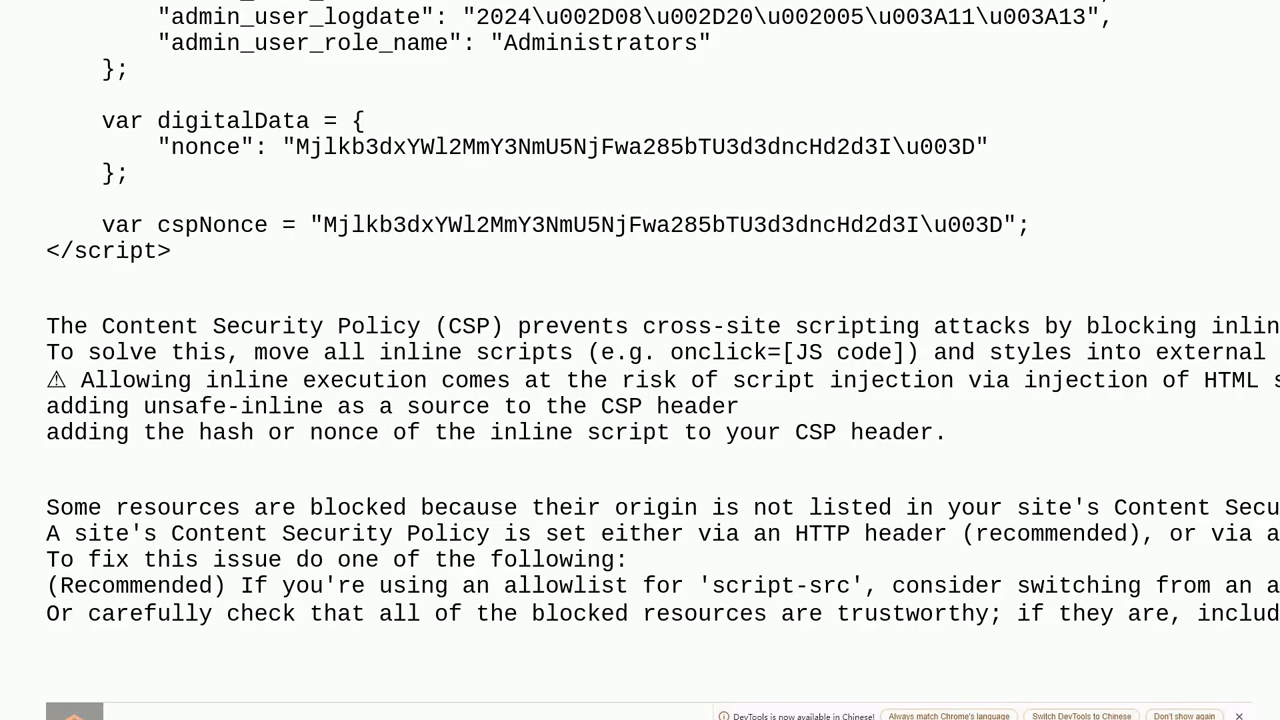 "admin_user_logdate": "2024\u002D08\u002D20\u002005\u003A11\u003A13",
"admin_user_role_name": "Administrators"
};
var digitalData = {
"nonce": "Mjlkb3dxYWl2MmY3NmU5NjFwa285bTU3d3dncHd2d3I\u003D"
};
var cspNonce = "Mjlkb3dxYWl2MmY3NmU5NjFwa285bTU3d3dncHd2d3I\u003D";
</script>
The Content Security Policy (CSP) prevents cross-site scripting attacks by blocking inlin
To solve this, move all inline scripts (e.g. onclick=[JS code]) and styles into external
⚠ Allowing inline execution comes at the risk of script injection via injection of HTML s
adding unsafe-inline as a source to the CSP header
adding the hash or nonce of the inline script to your CSP header.
Some resources are blocked because their origin is not listed in your site's Content Secu
A site's Content Security Policy is set either via an HTTP header (recommended), or via a
To fix this issue do one of the following:
(Recommended) If you're using an allowlist for 'script-src', consider switching from an a
Or carefully check that all of the blocked resources are trustworthy; if they are, includ
DevTools is now available in Chinese! Always match Chrome's language Switch DevTools to Chinese Don't show again